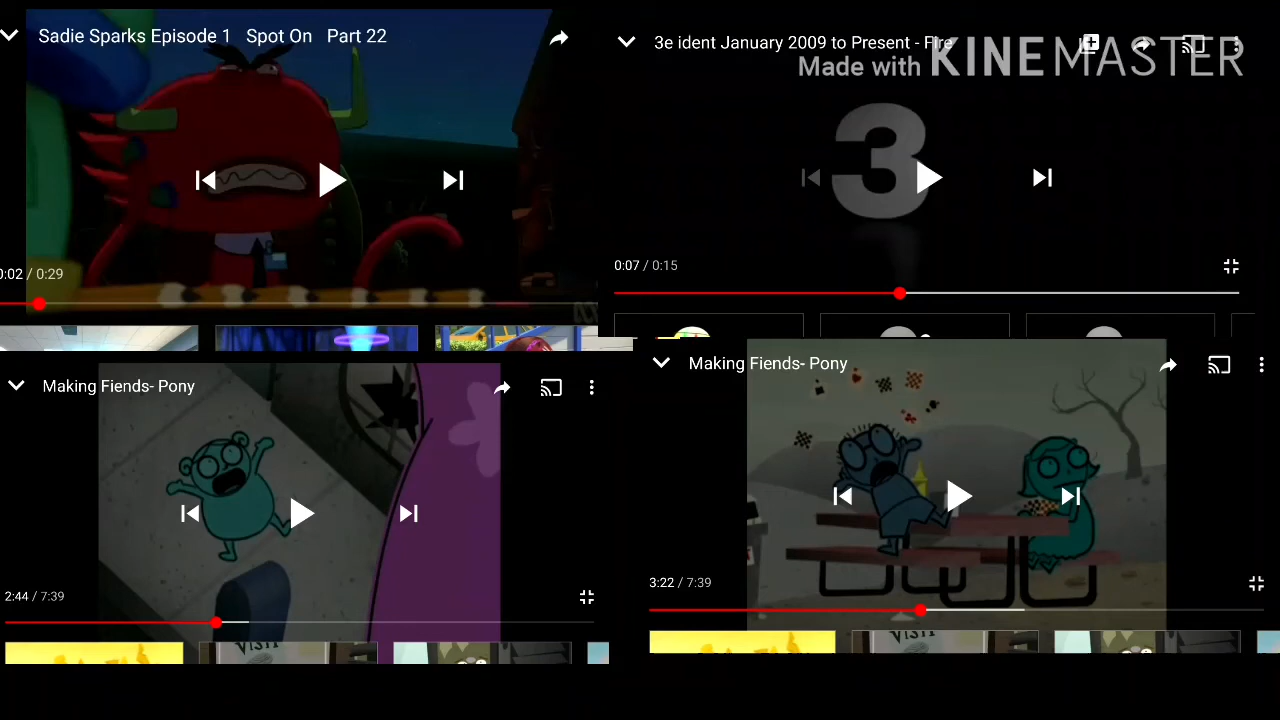 Sadie Sparks Episode 1 Spot On Part 22
0:02 / 0:29
3e ident January 2009 to Present - Fire
Made with KINEMASTER
3
0:07 / 0:15
Making Fiends- Pony
2:44 / 7:39
VISIT
Making Fiends- Pony
3:22 / 7:39
VISIT